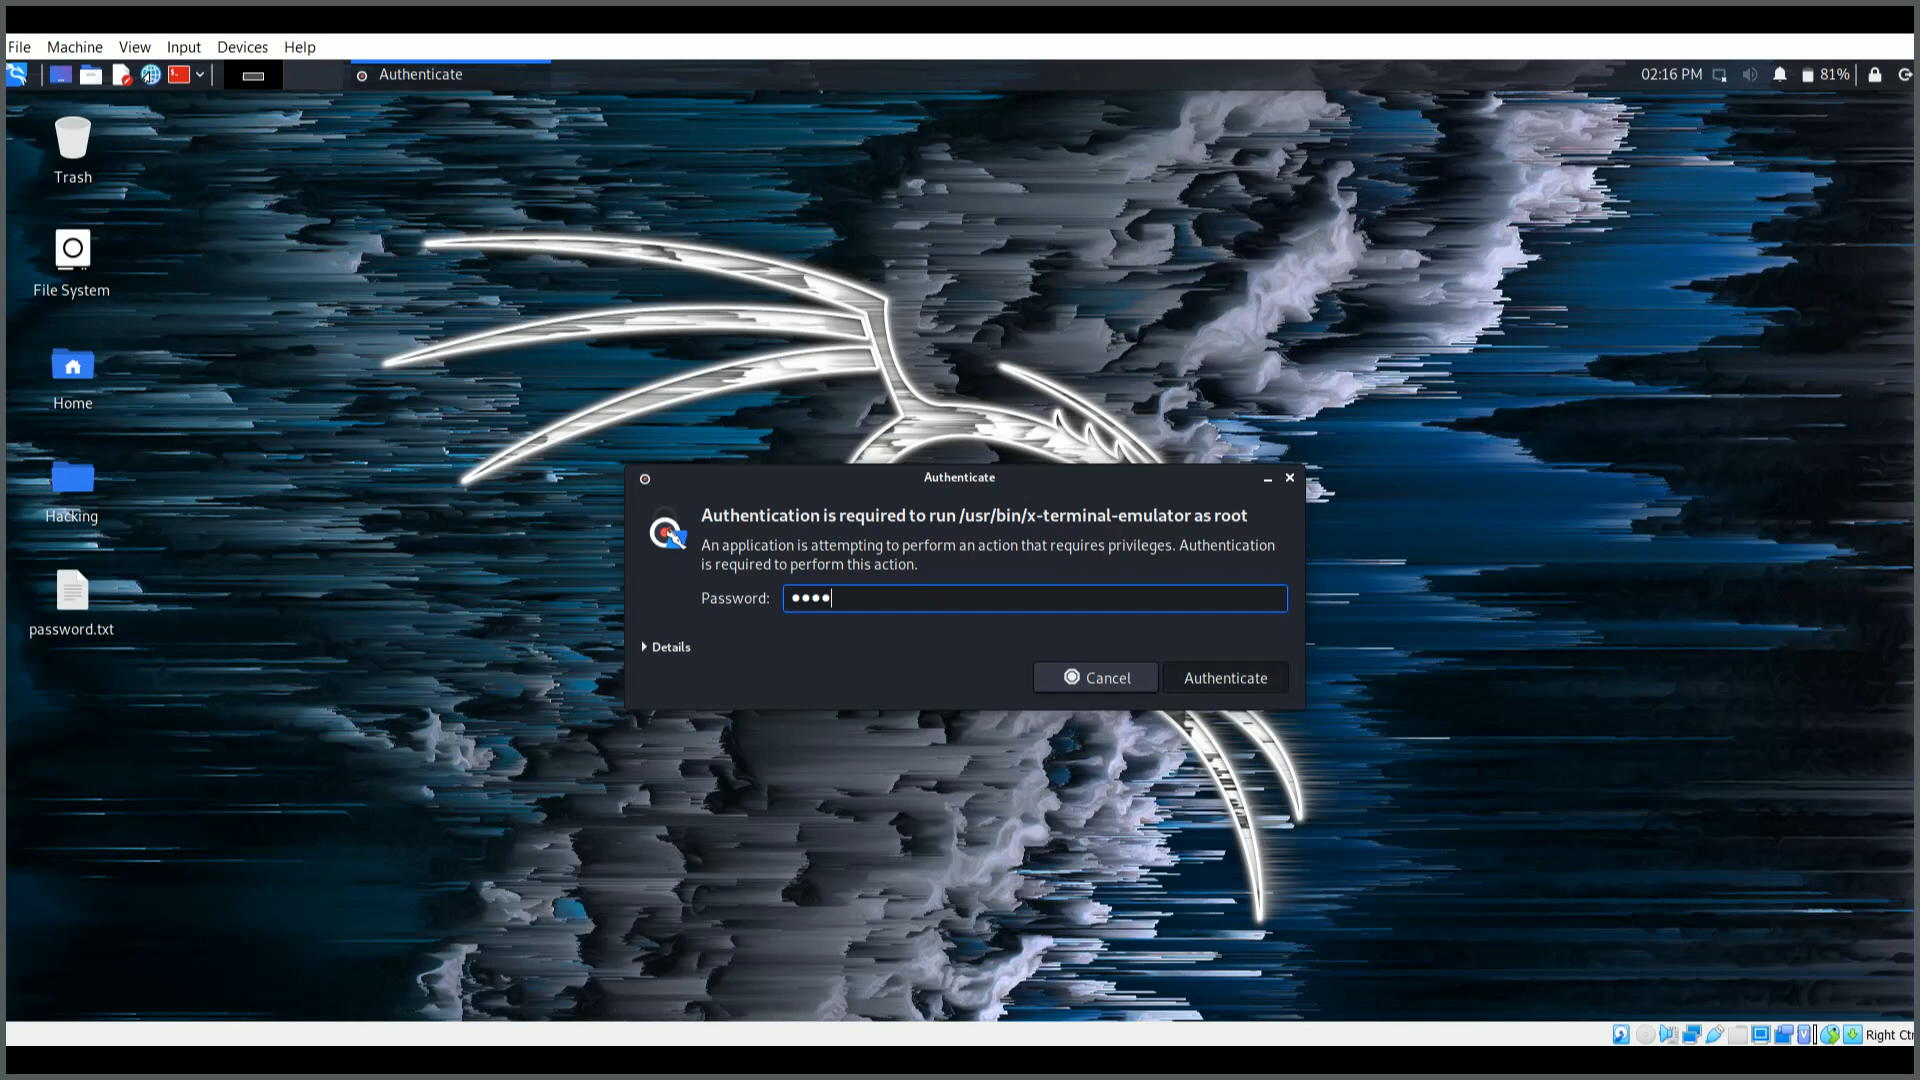 File Machine View Input Devices Help
Authenticate 02:16 PM 81%
Trash
File System
Home
Hacking
password.txt
Authenticate
Authentication is required to run /usr/bin/x-terminal-emulator as root
An application is attempting to perform an action that requires privileges. Authentication
is required to perform this action.
Password: ●●●●
Details
Cancel Authenticate
Right Ctr